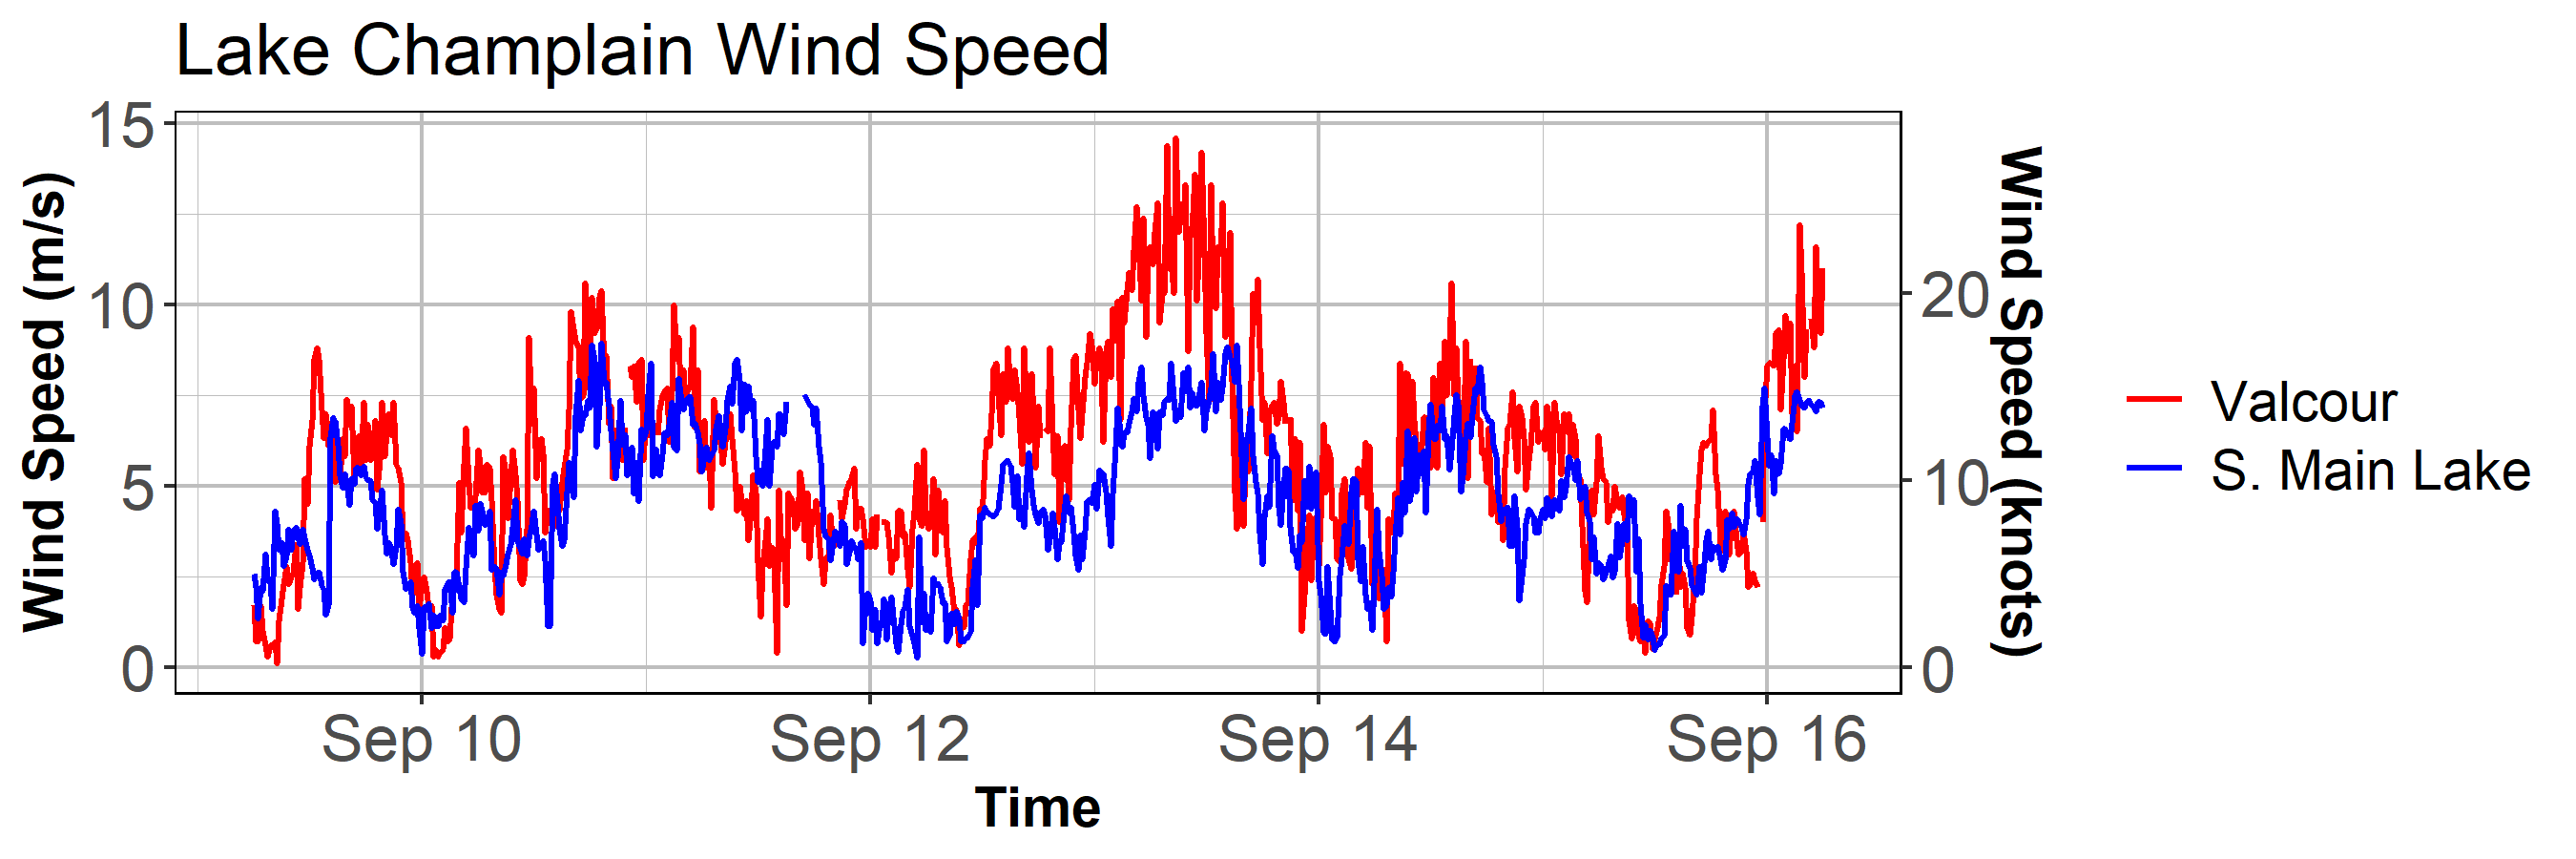 Lake Champlain Wind Speed
Wind Speed (m/s)
15
10
5
0
20
10
0
Wind Speed (knots)
Sep 10
Sep 12
Sep 14
Sep 16
Time
Valcour
S. Main Lake